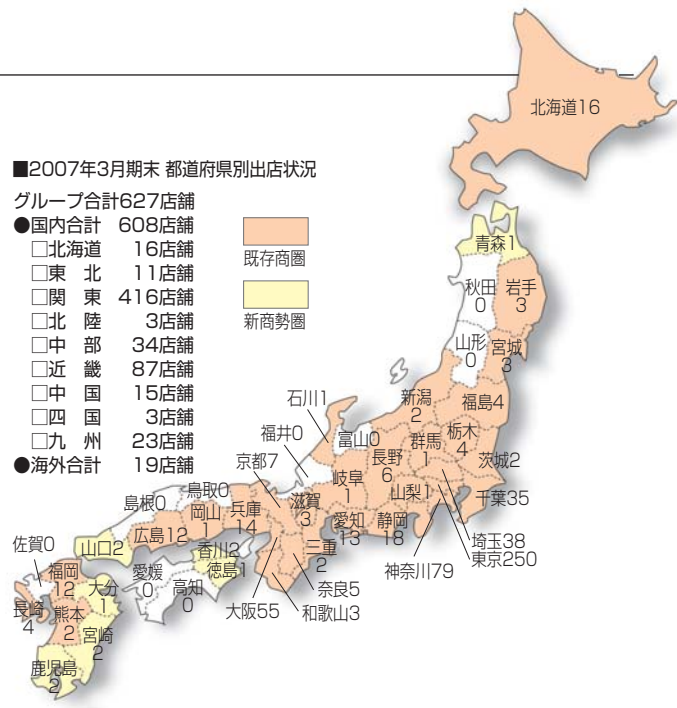 ■2007年3月期末 都道府県別出店状況
グループ合計627店舗
●国内合計 608店舗
□北海道 16店舗
□東 北 11店舗
□関 東 416店舗
□北 陸 3店舗
□中 部 34店舗
□近 畿 87店舗
□中 国 15店舗
□四 国 3店舗
□九 州 23店舗
●海外合計 19店舗
既存商圏
新商勢圏
北海道16
青森1
秋田
0
岩手
3
山形
0
宮城
3
福島4
新潟
2
石川1
福井0
富山0
群馬
1
栃木
4
茨城2
長野
6
岐阜
1
山梨1
千葉35
埼玉38
東京250
神奈川79
静岡
18
愛知
13
三重
2
滋賀
3
京都7
奈良5
和歌山3
大阪55
兵庫
14
鳥取0
島根0
岡山
1
広島12
山口2
香川2
徳島1
愛媛
0
高知
0
佐賀0
福岡
12
大分
1
長崎
4
熊本
2
宮崎
2
鹿児島
2